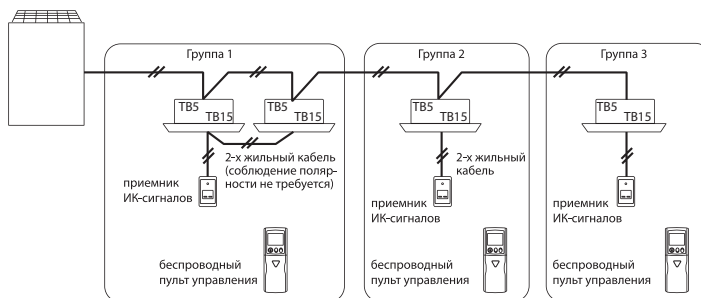 Группа 1
Группа 2
Группа 3
TB5
TB15
TB5
TB15
TB5
TB15
TB5
TB15
2-х жильный кабель
(соблюдение поляр-
ности не требуется)
2-х жильный
кабель
приемник
ИК-сигналов
приемник
ИК-сигналов
приемник
ИК-сигналов
беспроводный
пульт управления
беспроводный
пульт управления
беспроводный
пульт управления